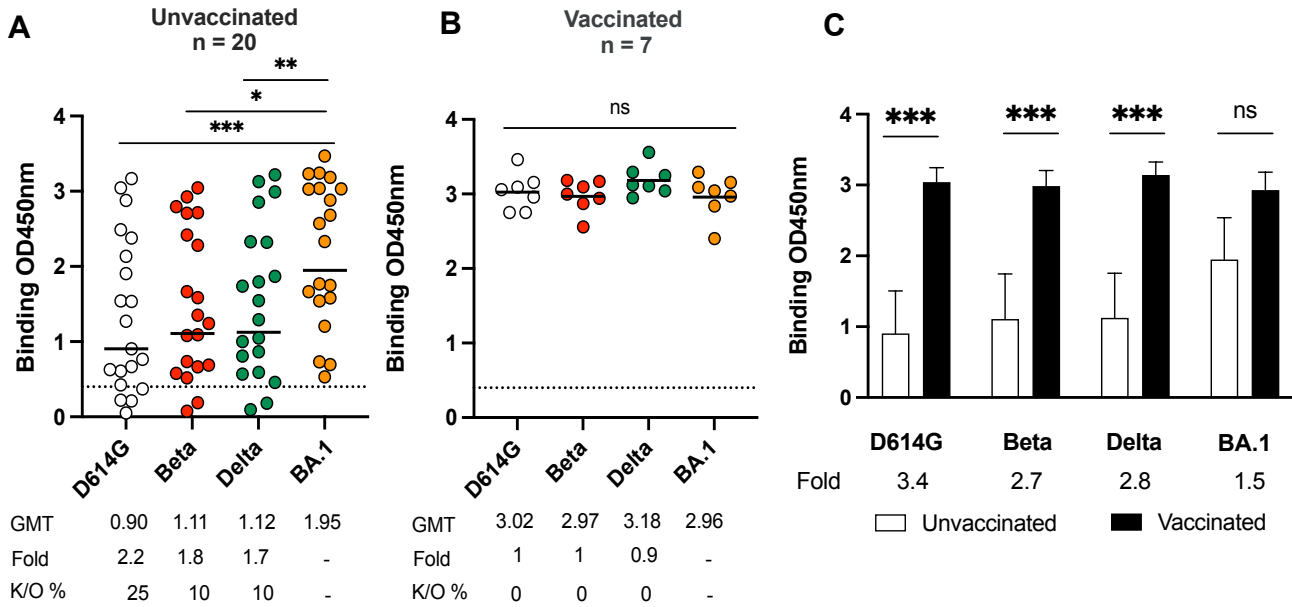 A
Unvaccinated
n = 20
**
*
***
Binding OD450nm
4
3
2
1
0
D614G
Beta
Delta
BA.1
GMT 0.90 1.11 1.12 1.95
Fold 2.2 1.8 1.7 -
K/O % 25 10 10 -
B
Vaccinated
n = 7
ns
Binding OD450nm
4
3
2
1
0
D614G
Beta
Delta
BA.1
GMT 3.02 2.97 3.18 2.96
Fold 1 1 0.9 -
K/O % 0 0 0 -
C
*** *** *** ns
Binding OD450nm
4
3
2
1
0
D614G Beta Delta BA.1
Fold 3.4 2.7 2.8 1.5
Unvaccinated Vaccinated